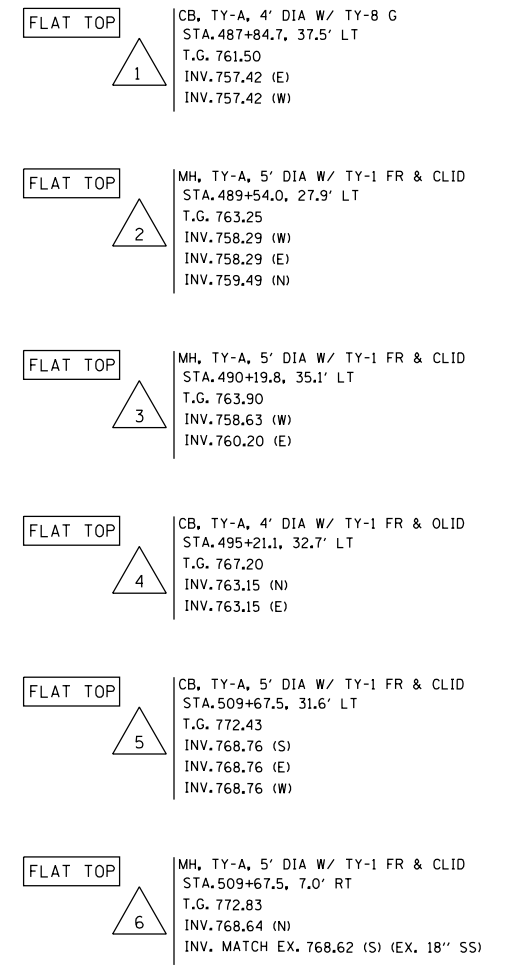 FLAT TOP
1
CB, TY-A, 4' DIA W/ TY-8 G
STA.487+84.7, 37.5' LT
T.G. 761.50
INV.757.42 (E)
INV.757.42 (W)
FLAT TOP
2
MH, TY-A, 5' DIA W/ TY-1 FR & CLID
STA.489+54.0, 27.9' LT
T.G. 763.25
INV.758.29 (W)
INV.758.29 (E)
INV.759.49 (N)
FLAT TOP
3
MH, TY-A, 5' DIA W/ TY-1 FR & CLID
STA.490+19.8, 35.1' LT
T.G. 763.90
INV.758.63 (W)
INV.760.20 (E)
FLAT TOP
4
CB, TY-A, 4' DIA W/ TY-1 FR & OLID
STA.495+21.1, 32.7' LT
T.G. 767.20
INV.763.15 (N)
INV.763.15 (E)
FLAT TOP
5
CB, TY-A, 5' DIA W/ TY-1 FR & CLID
STA.509+67.5, 31.6' LT
T.G. 772.43
INV.768.76 (S)
INV.768.76 (E)
INV.768.76 (W)
FLAT TOP
6
MH, TY-A, 5' DIA W/ TY-1 FR & CLID
STA.509+67.5, 7.0' RT
T.G. 772.83
INV.768.64 (N)
INV. MATCH EX. 768.62 (S) (EX. 18'' SS)